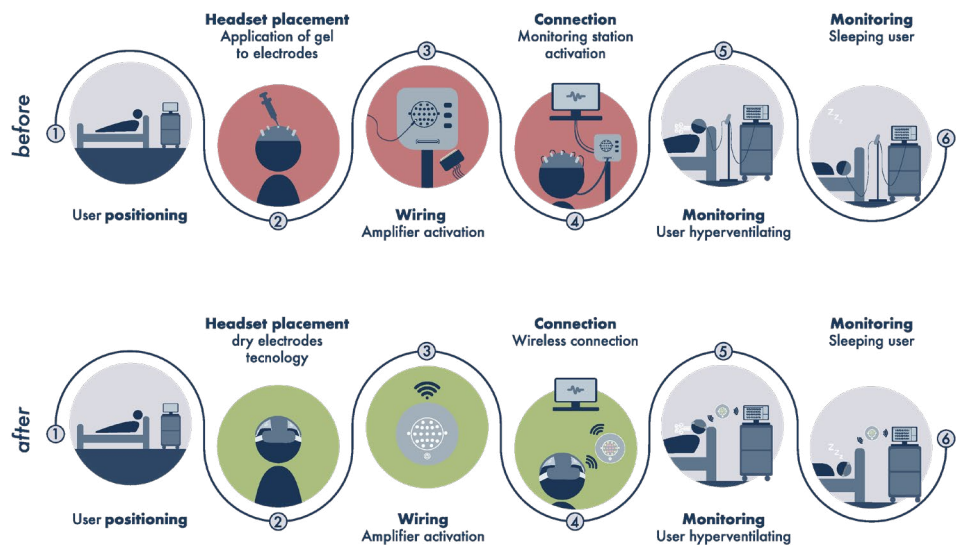 before
1
User positioning
Headset placement
Application of gel
to electrodes
2
3
Wiring
Amplifier activation
Connection
Monitoring station
activation
4
5
Monitoring
User hyperventilating
Monitoring
Sleeping user
zzz
6
after
1
User positioning
Headset placement
dry electrodes
tecnology
2
3
Wiring
Amplifier activation
Connection
Wireless connection
4
5
Monitoring
User hyperventilating
Monitoring
Sleeping user
zzz
6